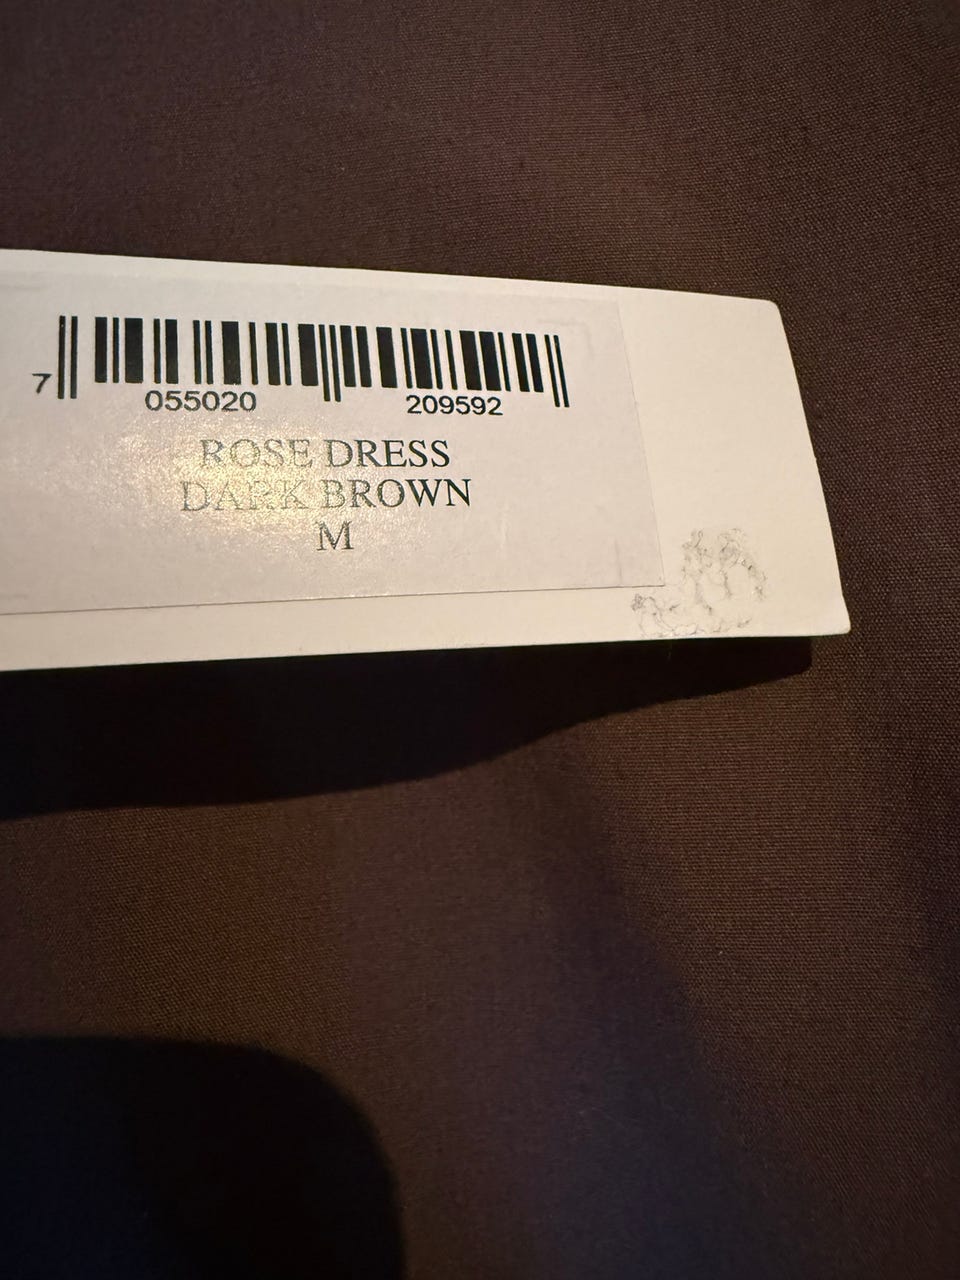 7 055020 209592
ROSE DRESS
DARK BROWN
M